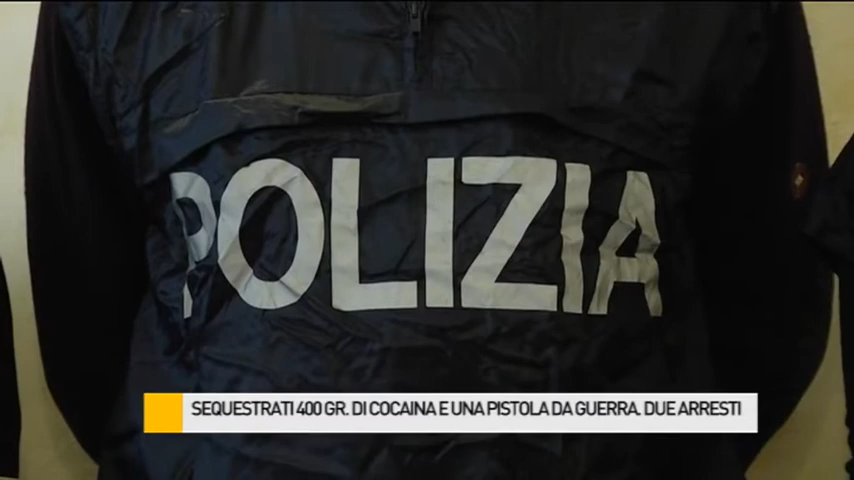 POLIZIA
SEQUESTRATI 400 GR. DI COCAINA E UNA PISTOLA DA GUERRA. DUE ARRESTI